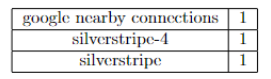 google nearby connections 1
silverstripe-4 1
silverstripe 1